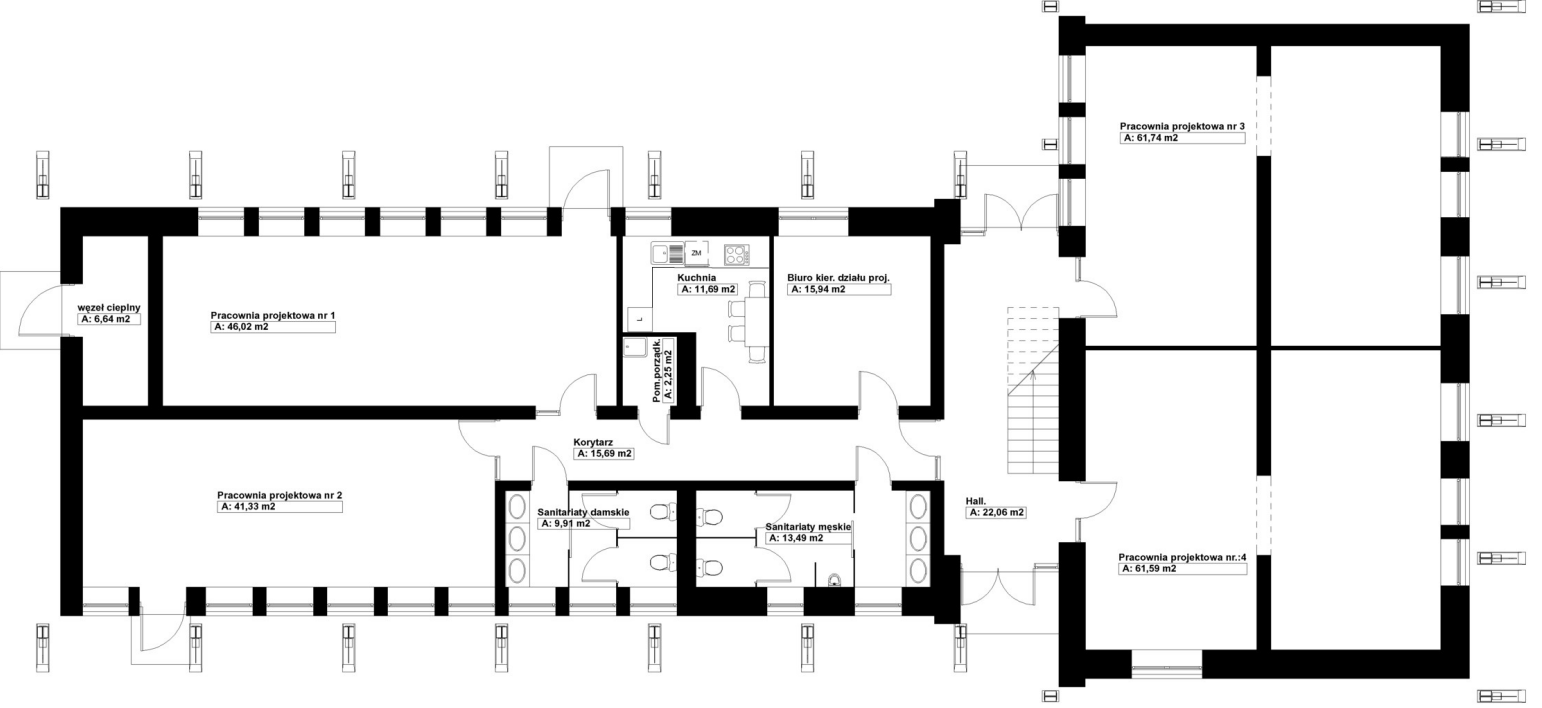 Pracownia projektowa nr 3
A: 61,74 m2
ZM
Kuchnia
A: 11,69 m2
Biuro kier. działu proj.
A: 15,94 m2
węzeł cieplny
A: 6,64 m2
Pracownia projektowa nr 1
A: 46,02 m2
L
Pom.porządk.
A: 2,25 m2
Korytarz
A: 15,69 m2
Pracownia projektowa nr 2
A: 41,33 m2
Sanitariaty damskie
A: 9,91 m2
Sanitariaty męskie
A: 13,49 m2
Hall.
A: 22,06 m2
Pracownia projektowa nr.:4
A: 61,59 m2